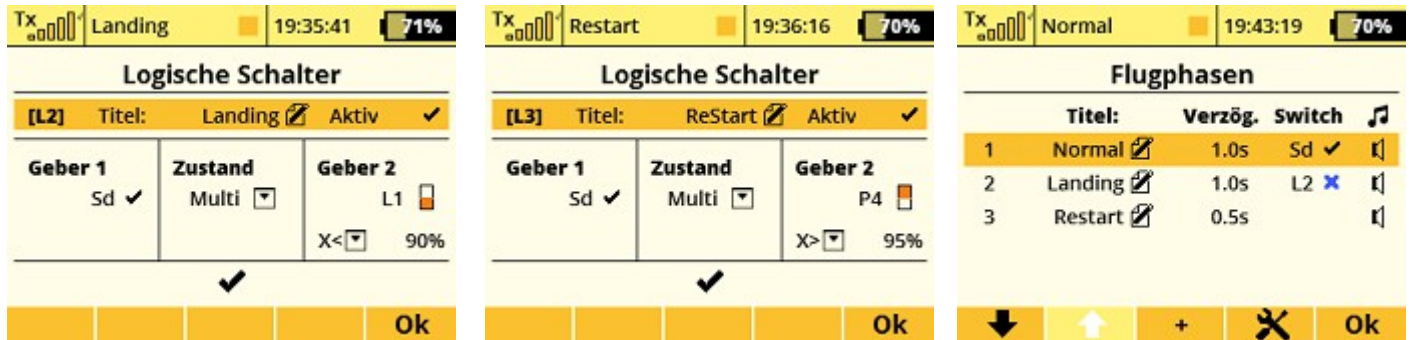 Tx Landing 19:35:41 71%
Logische Schalter
[L2] Titel: Landing Aktiv
Geber 1 Zustand Geber 2
Sd Multi L1
X< 90%
Ok
Tx Restart 19:36:16 70%
Logische Schalter
[L3] Titel: ReStart Aktiv
Geber 1 Zustand Geber 2
Sd Multi P4
X> 95%
Ok
Tx Normal 19:43:19 70%
Flugphasen
Titel: Verzög. Switch
1 Normal 1.0s Sd
2 Landing 1.0s L2
3 Restart 0.5s
+ Ok